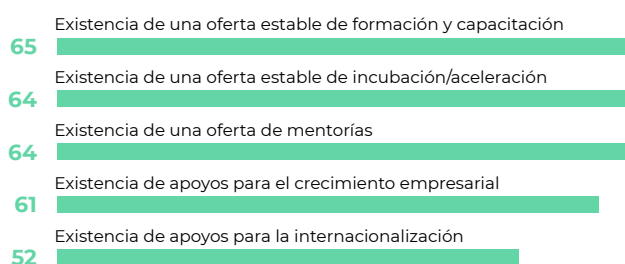 Existencia de una oferta estable de formación y capacitación
65
Existencia de una oferta estable de incubación/aceleración
64
Existencia de una oferta de mentorías
64
Existencia de apoyos para el crecimiento empresarial
61
Existencia de apoyos para la internacionalización
52